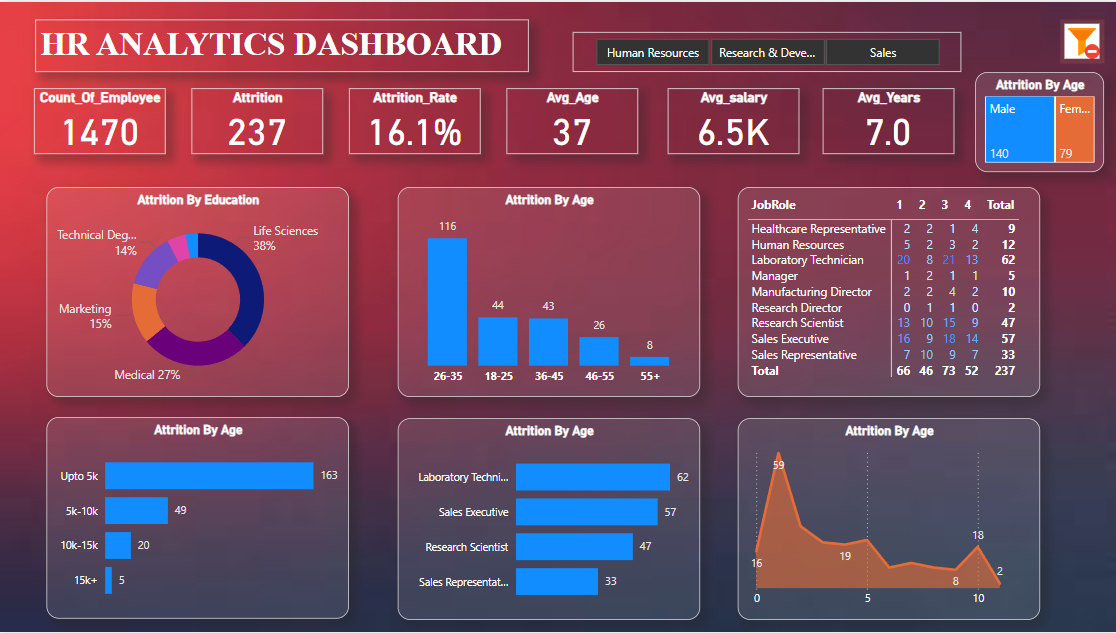 HR ANALYTICS DASHBOARD
Human Resources Research & Deve... Sales
Count_Of_Employee
1470
Attrition
237
Attrition_Rate
16.1%
Avg_Age
37
Avg_salary
6.5K
Avg_Years
7.0
Attrition By Age
Male Fem...
140 79
Attrition By Education
Life Sciences
38%
Technical Deg...
14%
Marketing
15%
Medical 27%
Attrition By Age
116
44
43
26
8
26-35 18-25 36-45 46-55 55+
JobRole 1 2 3 4 Total
Healthcare Representative 2 2 1 4 9
Human Resources 5 2 3 2 12
Laboratory Technician 20 8 21 13 62
Manager 1 2 1 1 5
Manufacturing Director 2 2 4 2 10
Research Director 0 1 1 0 2
Research Scientist 13 10 15 9 47
Sales Executive 16 9 18 14 57
Sales Representative 7 10 9 7 33
Total 66 46 73 52 237
Attrition By Age
Upto 5k 163
5k-10k 49
10k-15k 20
15k+ 5
Attrition By Age
Laboratory Techni... 62
Sales Executive 57
Research Scientist 47
Sales Representat... 33
Attrition By Age
59
16
19
8
18
2
0 5 10